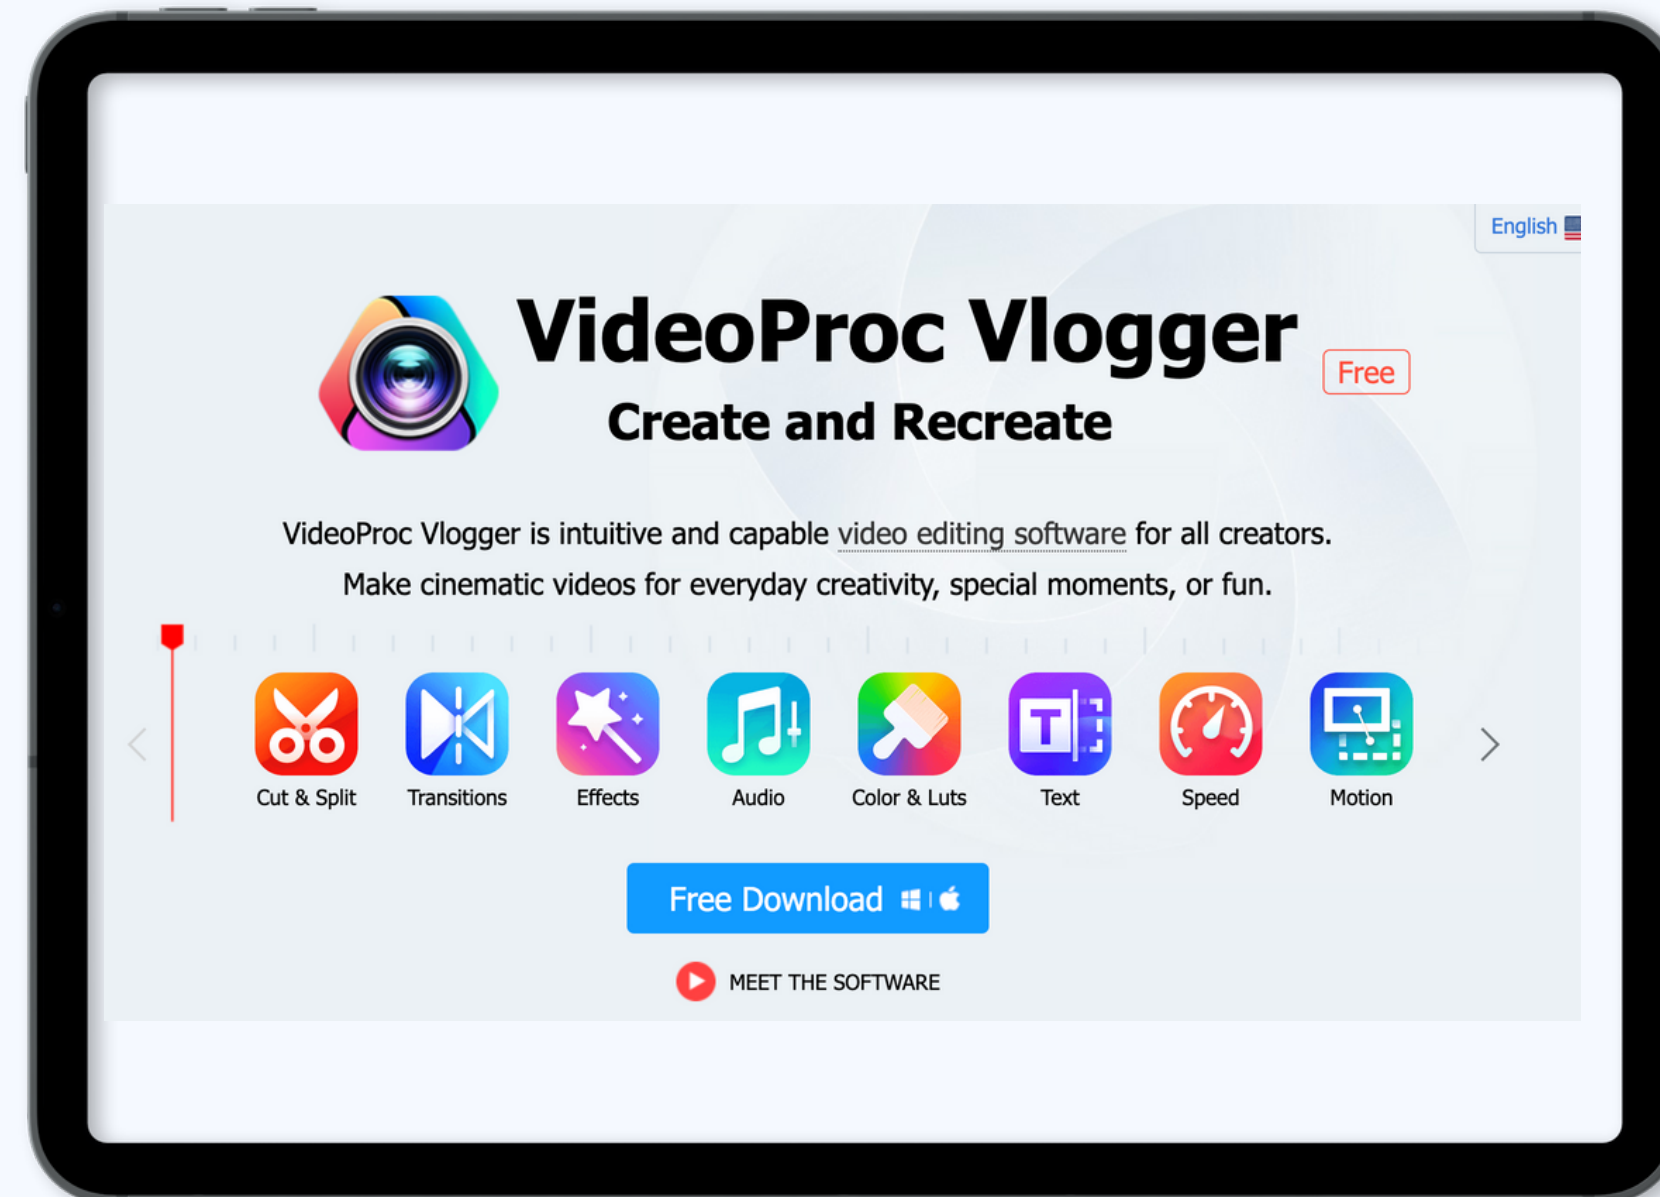 English
VideoProc Vlogger
Free
Create and Recreate
VideoProc Vlogger is intuitive and capable video editing software for all creators.
Make cinematic videos for everyday creativity, special moments, or fun.
Cut & Split
Transitions
Effects
Audio
Color & Luts
T
Text
Speed
Motion
Free Download
MEET THE SOFTWARE